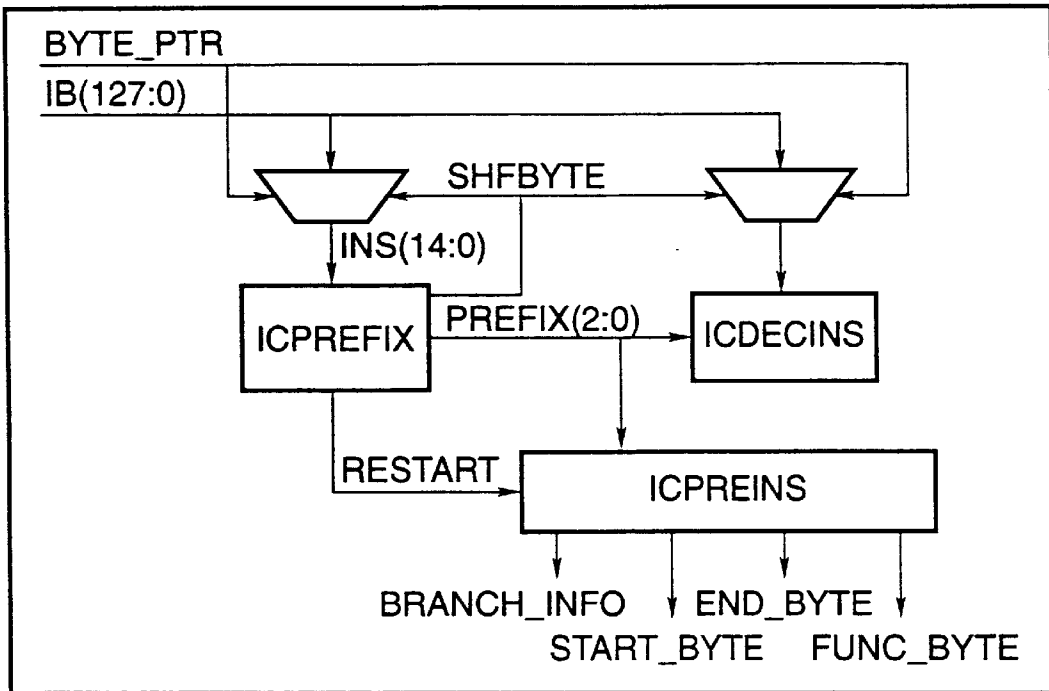 BYTE_PTR
IB(127:0)
SHFBYTE
INS(14:0)
ICPREFIX
PREFIX(2:0)
ICDECINS
RESTART
ICPREINS
BRANCH_INFO
END_BYTE
START_BYTE
FUNC_BYTE